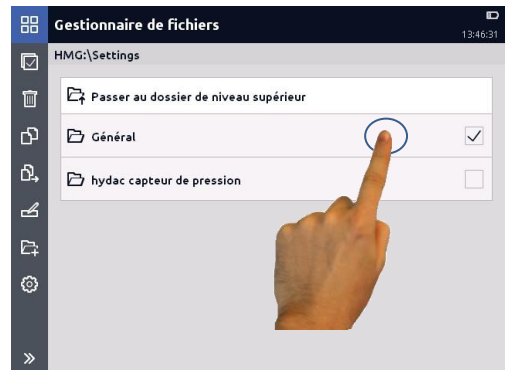 Gestionnaire de fichiers
13:46:31
HMG:\Settings
Passer au dossier de niveau supérieur
Général
hydac capteur de pression